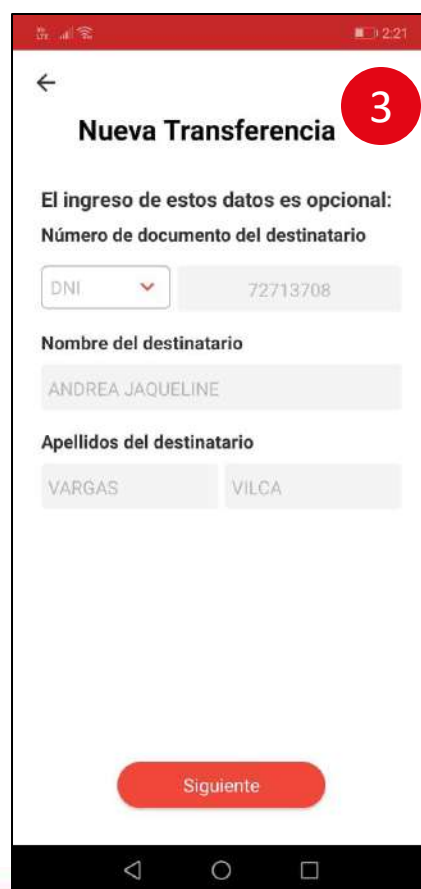 2:21
3
Nueva Transferencia
El ingreso de estos datos es opcional:
Número de documento del destinatario
DNI 72713708
Nombre del destinatario
ANDREA JAQUELINE
Apellidos del destinatario
VARGAS VILCA
Siguiente